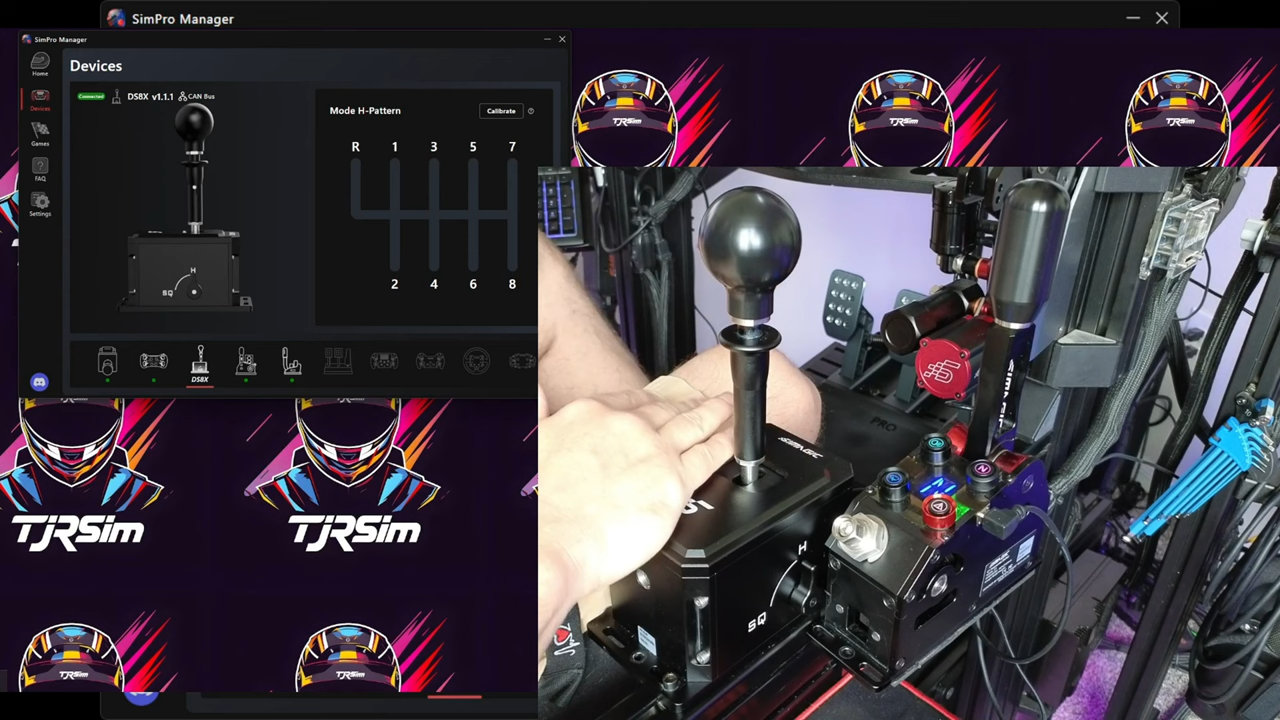 SimPro Manager
SimPro Manager
Home
Devices
Games
FAQ
Settings
Devices
Connected
DS8X v1.1.1
CAN Bus
H
SQ
Mode H-Pattern
Calibrate
R 1 3 5 7
2 4 6 8
DS8X
TJRSim
TJRSim
TJRSim
TJRSim
TJRSim
TJRSim
TJRSim
PRO
SIMAGIC
H
SQ
N